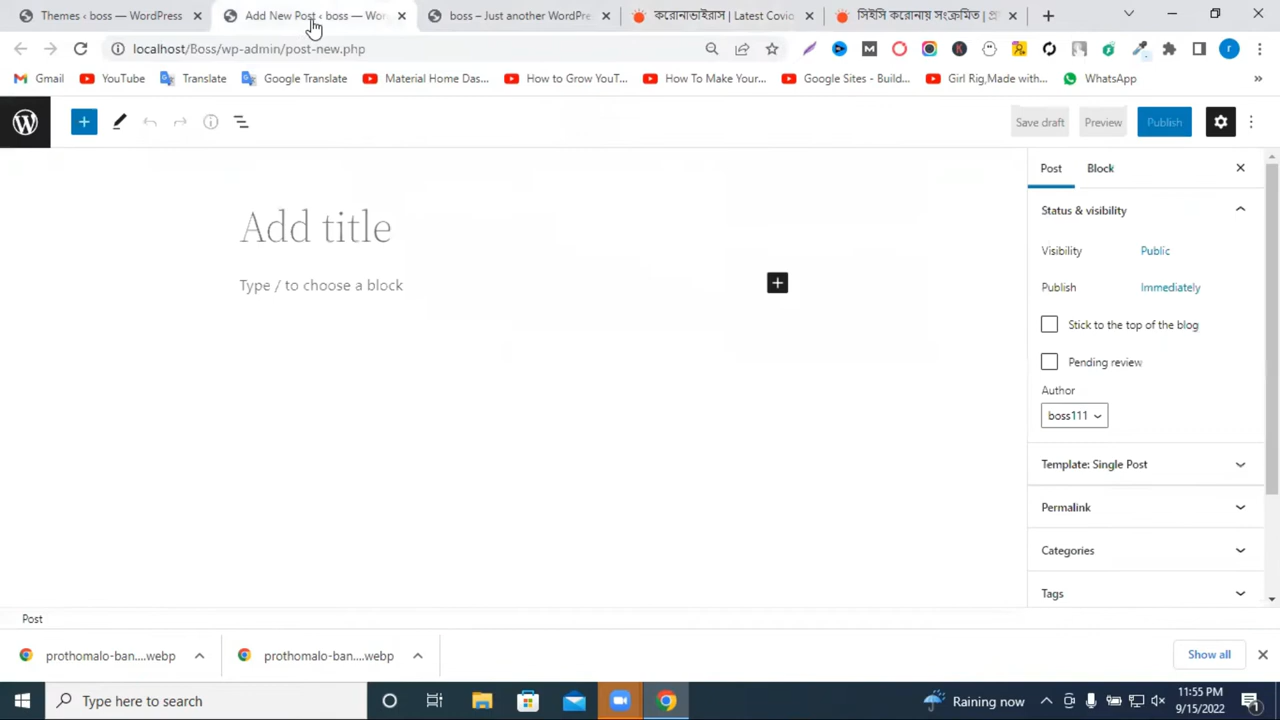 Themes ‹ boss — WordPress
Add New Post ‹ boss — Wor
boss – Just another WordPre
করোনাভাইরাস | Latest Covid
সিইসি করোনায় সংক্রমিত | প্র
localhost/Boss/wp-admin/post-new.php
Gmail
YouTube
Translate
Google Translate
Material Home Das...
How to Grow YouT...
How To Make Your...
Google Sites - Build...
Girl Rig,Made with...
WhatsApp
Save draft
Preview
Publish
Post
Block
Add title
Type / to choose a block
Status & visibility
Visibility
Public
Publish
Immediately
Stick to the top of the blog
Pending review
Author
boss111
Template: Single Post
Permalink
Categories
Tags
Post
prothomalo-ban....webp
prothomalo-ban....webp
Show all
Type here to search
Raining now
11:55 PM
9/15/2022